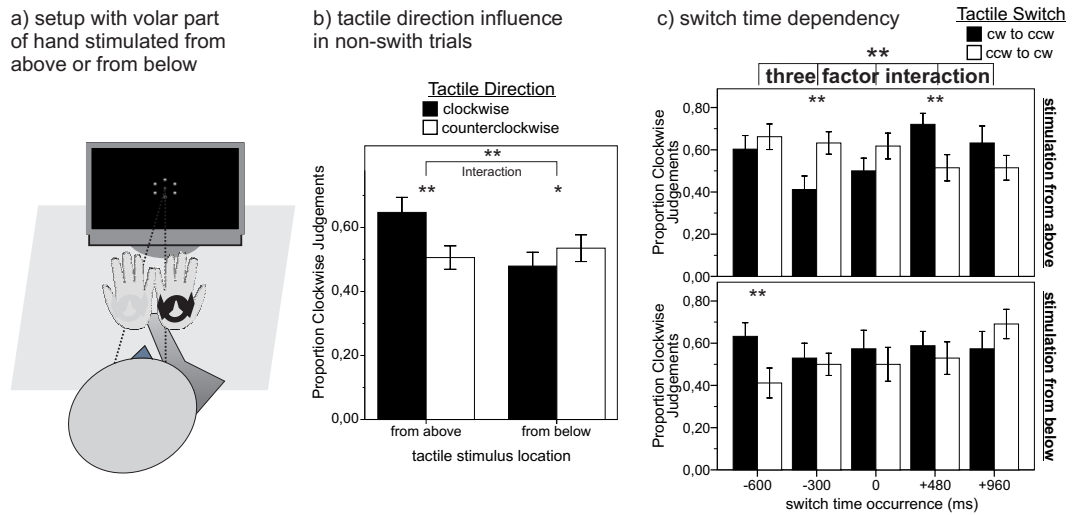 a) setup with volar part
of hand stimulated from
above or from below
b) tactile direction influence
in non-swith trials
Tactile Direction
clockwise
counterclockwise
**
Interaction
**
*
Proportion Clockwise Judgements
0,60
0,40
0,20
0,00
from above
from below
tactile stimulus location
c) switch time dependency
Tactile Switch
cw to ccw
ccw to cw
**
three factor interaction
**
**
Proportion Clockwise
Judgements
0,80
0,60
0,40
0,20
0,00
stimulation from above
**
Proportion Clockwise
Judgements
0,80
0,60
0,40
0,20
0,00
stimulation from below
-600
-300
0
+480
+960
switch time occurrence (ms)